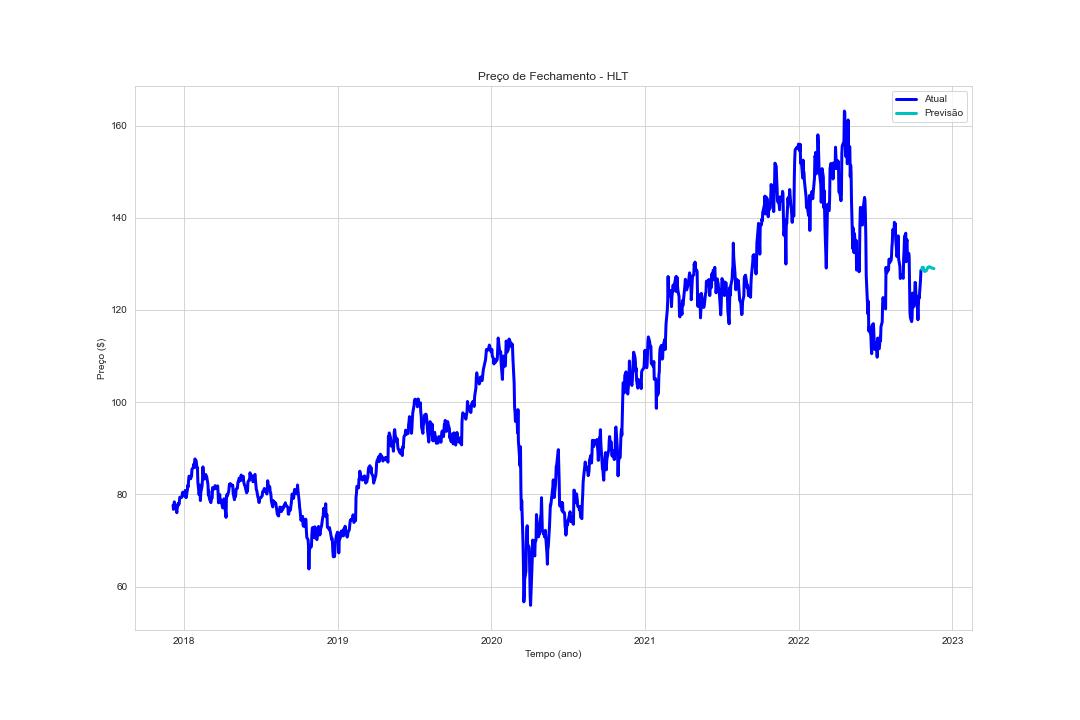 Preço de Fechamento - HLT
Atual
Previsão
160
140
120
100
80
60
Preço ($)
2018 2019 2020 2021 2022 2023
Tempo (ano)